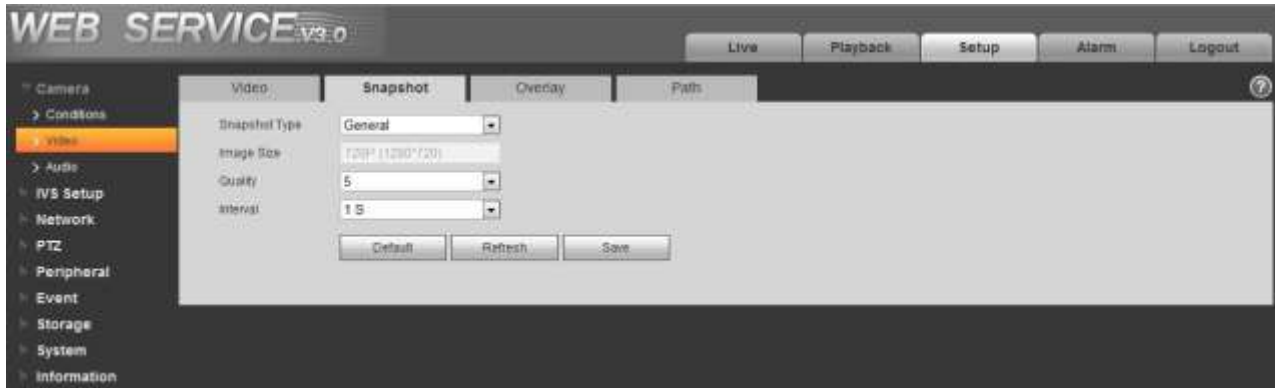 WEB SERVICE V3.0
Live Playback Setup Alarm Logout
Camera
Conditions
Video
Audio
IVS Setup
Network
PTZ
Peripheral
Event
Storage
System
Information
Video Snapshot Overlay Path
Snapshot Type General
Image Size 720P (1280*720)
Quality 5
Interval 1 S
Default Refresh Save